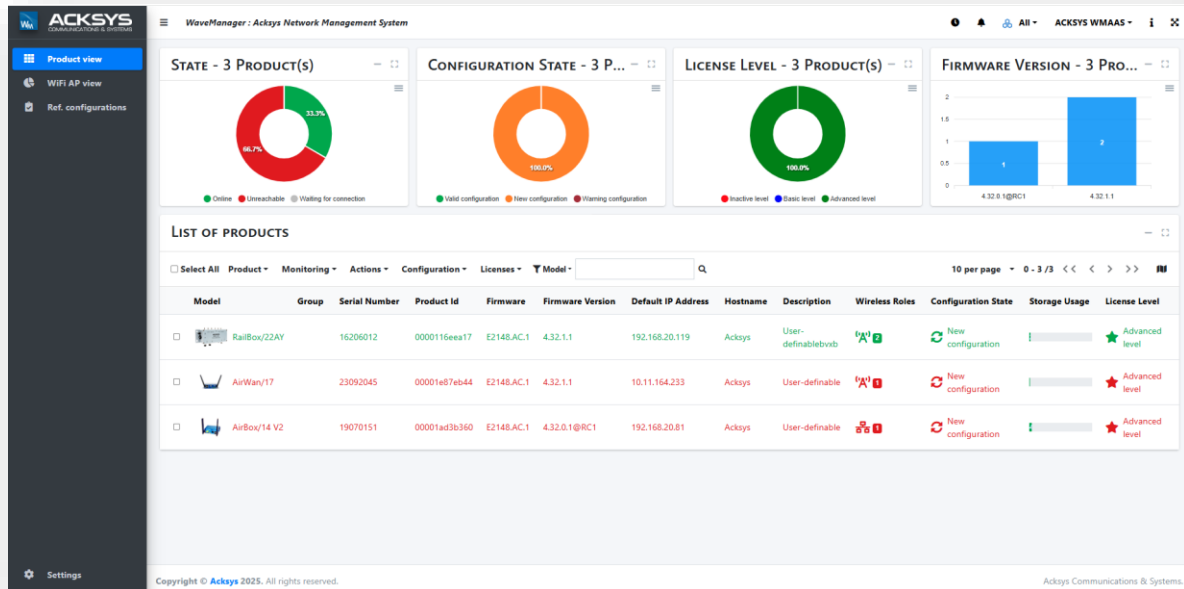 WM ACKSYS
COMMUNICATIONS & SYSTEMS
WaveManager : Acksys Network Management System
All
ACKSYS WMAAS
Product view
WiFi AP view
Ref. configurations
Settings
STATE - 3 PRODUCT(S)
33.3%
66.7%
Online Unreachable Waiting for connection
CONFIGURATION STATE - 3 P...
100.0%
Valid configuration New configuration Warning configuration
LICENSE LEVEL - 3 PRODUCT(S)
100.0%
Inactive level Basic level Advanced level
FIRMWARE VERSION - 3 PRO...
2
1.5
1
0.5
0
1
2
4.32.0.1@RC1 4.32.1.1
LIST OF PRODUCTS
Select All Product Monitoring Actions Configuration Licenses Model 10 per page 0 - 3 /3 << < > >>
Model Group Serial Number Product Id Firmware Firmware Version Default IP Address Hostname Description Wireless Roles Configuration State Storage Usage License Level
RailBox/22AY 16206012 0000116eea17 E2148.AC.1 4.32.1.1 192.168.20.119 Acksys User-definablebvxb 2 New configuration Advanced level
AirWan/17 23092045 00001e87eb44 E2148.AC.1 4.32.1.1 10.11.164.233 Acksys User-definable 1 New configuration Advanced level
AirBox/14 V2 19070151 00001ad3b360 E2148.AC.1 4.32.0.1@RC1 192.168.20.81 Acksys User-definable 1 New configuration Advanced level
Copyright © Acksys 2025. All rights reserved.
Acksys Communications & Systems.